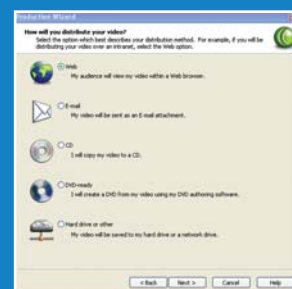 Production Wizard
How will you distribute your video?
Select the option which best describes your distribution method. For example, if you will be
distributing your video over an intranet, select the Web option.
Web
My audience will view my video within a Web browser.
E-mail
My video will be sent as an E-mail attachment.
CD
I will copy my video to a CD.
DVD-ready
I will create a DVD from my video using my DVD authoring software.
Hard drive or other
My video will be saved to my hard drive or a network drive.
< Back Next > Cancel Help